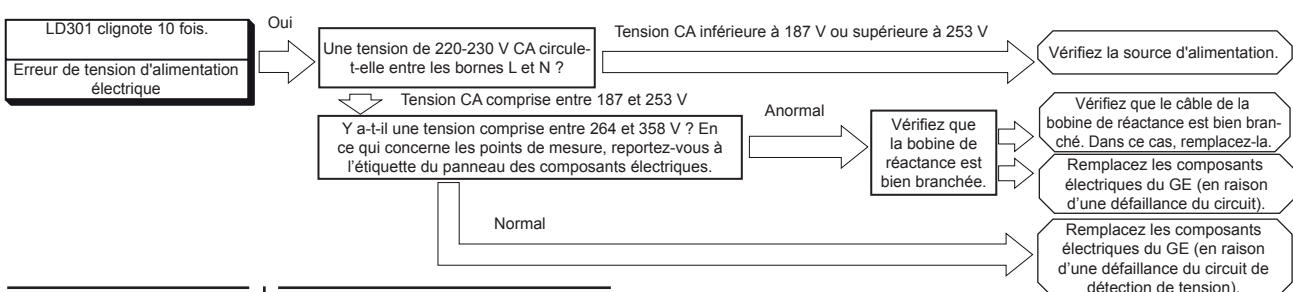 LD301 clignote 10 fois.
Erreur de tension d'alimentation
électrique
Oui
Une tension de 220-230 V CA circule-
t-elle entre les bornes L et N ?
Tension CA inférieure à 187 V ou supérieure à 253 V
Vérifiez la source d'alimentation.
Tension CA comprise entre 187 et 253 V
Y a-t-il une tension comprise entre 264 et 358 V ? En
ce qui concerne les points de mesure, reportez-vous à
l'étiquette du panneau des composants électriques.
Anormal
Vérifiez que
la bobine de
réactance est
bien branchée.
Vérifiez que le câble de la
bobine de réactance est bien bran-
ché. Dans ce cas, remplacez-la.
Remplacez les composants
électriques du GE (en raison
d'une défaillance du circuit).
Normal
Remplacez les composants
électriques du GE (en raison
d'une défaillance du circuit de
détection de tension).